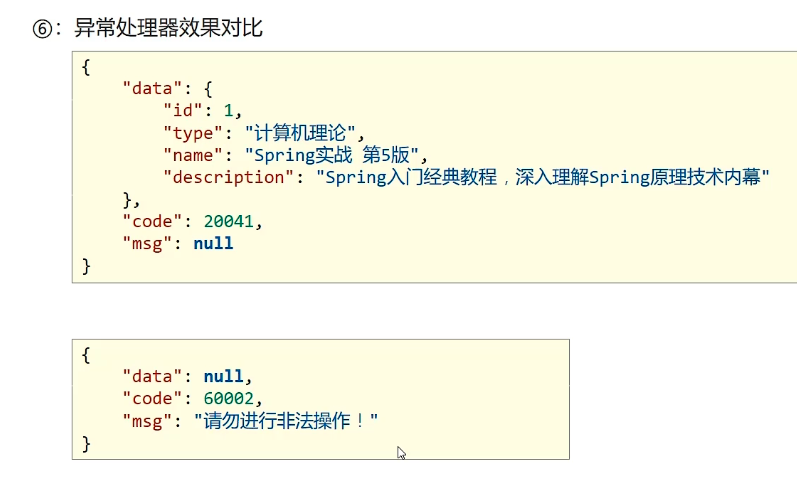 ⑥：异常处理器效果对比
{
    "data": {
        "id": 1,
        "type": "计算机理论",
        "name": "Spring实战 第5版",
        "description": "Spring入门经典教程，深入理解Spring原理技术内幕"
    },
    "code": 20041,
    "msg": null
}
{
    "data": null,
    "code": 60002,
    "msg": "请勿进行非法操作！"
}